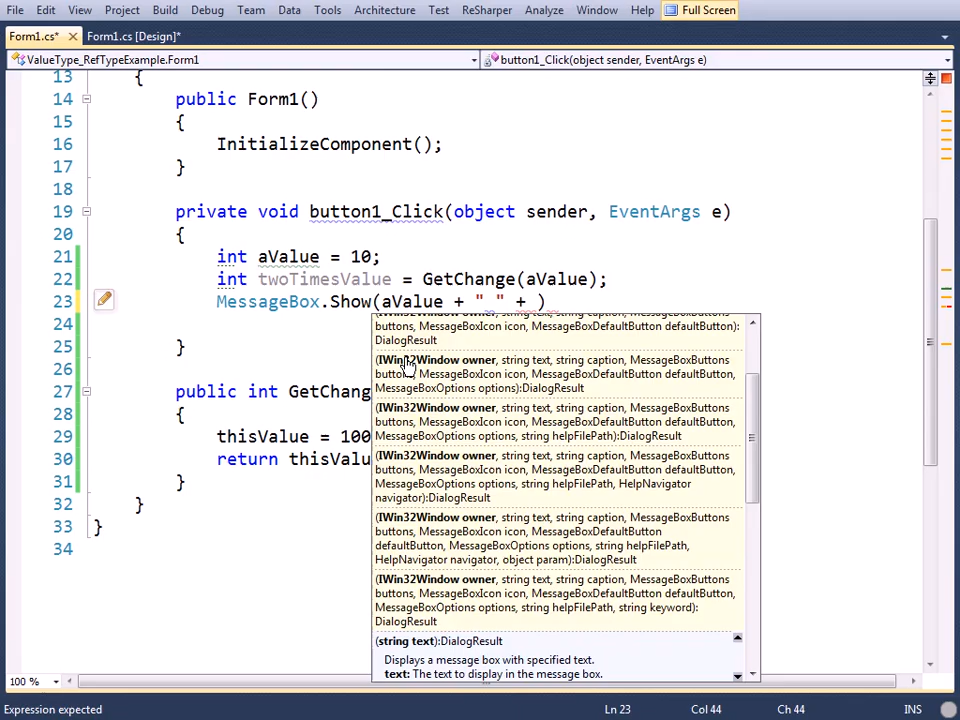 File Edit View Project Build Debug Team Data Tools Architecture Test ReSharper Analyze Window Help Full Screen
Form1.cs* Form1.cs [Design]*
ValueType_RefTypeExample.Form1 button1_Click(object sender, EventArgs e)
13 {
14 public Form1()
15 {
16 InitializeComponent();
17 }
18
19 private void button1_Click(object sender, EventArgs e)
20 {
21 int aValue = 10;
22 int twoTimesValue = GetChange(aValue);
23 MessageBox.Show(aValue + " " + )
24
25 }
26
27 public int GetChang
28 {
29 thisValue = 100
30 return thisValu
31 }
32 }
33 }
34
(IWin32Window owner, string text, string caption, MessageBoxButtons
buttons, MessageBoxIcon icon, MessageBoxDefaultButton defaultButton):
DialogResult
(IWin32Window owner, string text, string caption, MessageBoxButtons
buttons, MessageBoxIcon icon, MessageBoxDefaultButton defaultButton,
MessageBoxOptions options):DialogResult
(IWin32Window owner, string text, string caption, MessageBoxButtons
buttons, MessageBoxIcon icon, MessageBoxDefaultButton defaultButton,
MessageBoxOptions options, string helpFilePath):DialogResult
(IWin32Window owner, string text, string caption, MessageBoxButtons
buttons, MessageBoxIcon icon, MessageBoxDefaultButton defaultButton,
MessageBoxOptions options, string helpFilePath, HelpNavigator
navigator):DialogResult
(IWin32Window owner, string text, string caption, MessageBoxButtons
buttons, MessageBoxIcon icon, MessageBoxDefaultButton
defaultButton, MessageBoxOptions options, string helpFilePath,
HelpNavigator navigator, object param):DialogResult
(IWin32Window owner, string text, string caption, MessageBoxButtons
buttons, MessageBoxIcon icon, MessageBoxDefaultButton defaultButton,
MessageBoxOptions options, string helpFilePath, string keyword):
DialogResult
(string text):DialogResult
Displays a message box with specified text.
text: The text to display in the message box.
100 %
Expression expected Ln 23 Col 44 Ch 44 INS